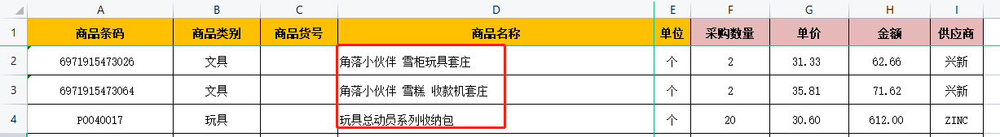 A B C D E F G H I
1 商品条码 商品类别 商品货号 商品名称 单位 采购数量 单价 金额 供应商
2 6971915473026 文具 角落小伙伴 雪柜玩具套庄 个 2 31.33 62.66 兴新
3 6971915473064 文具 角落小伙伴 雪糕 收款机套庄 个 2 35.81 71.62 兴新
4 P0040017 玩具 玩具总动员系列收纳包 个 20 30.60 612.00 ZINC